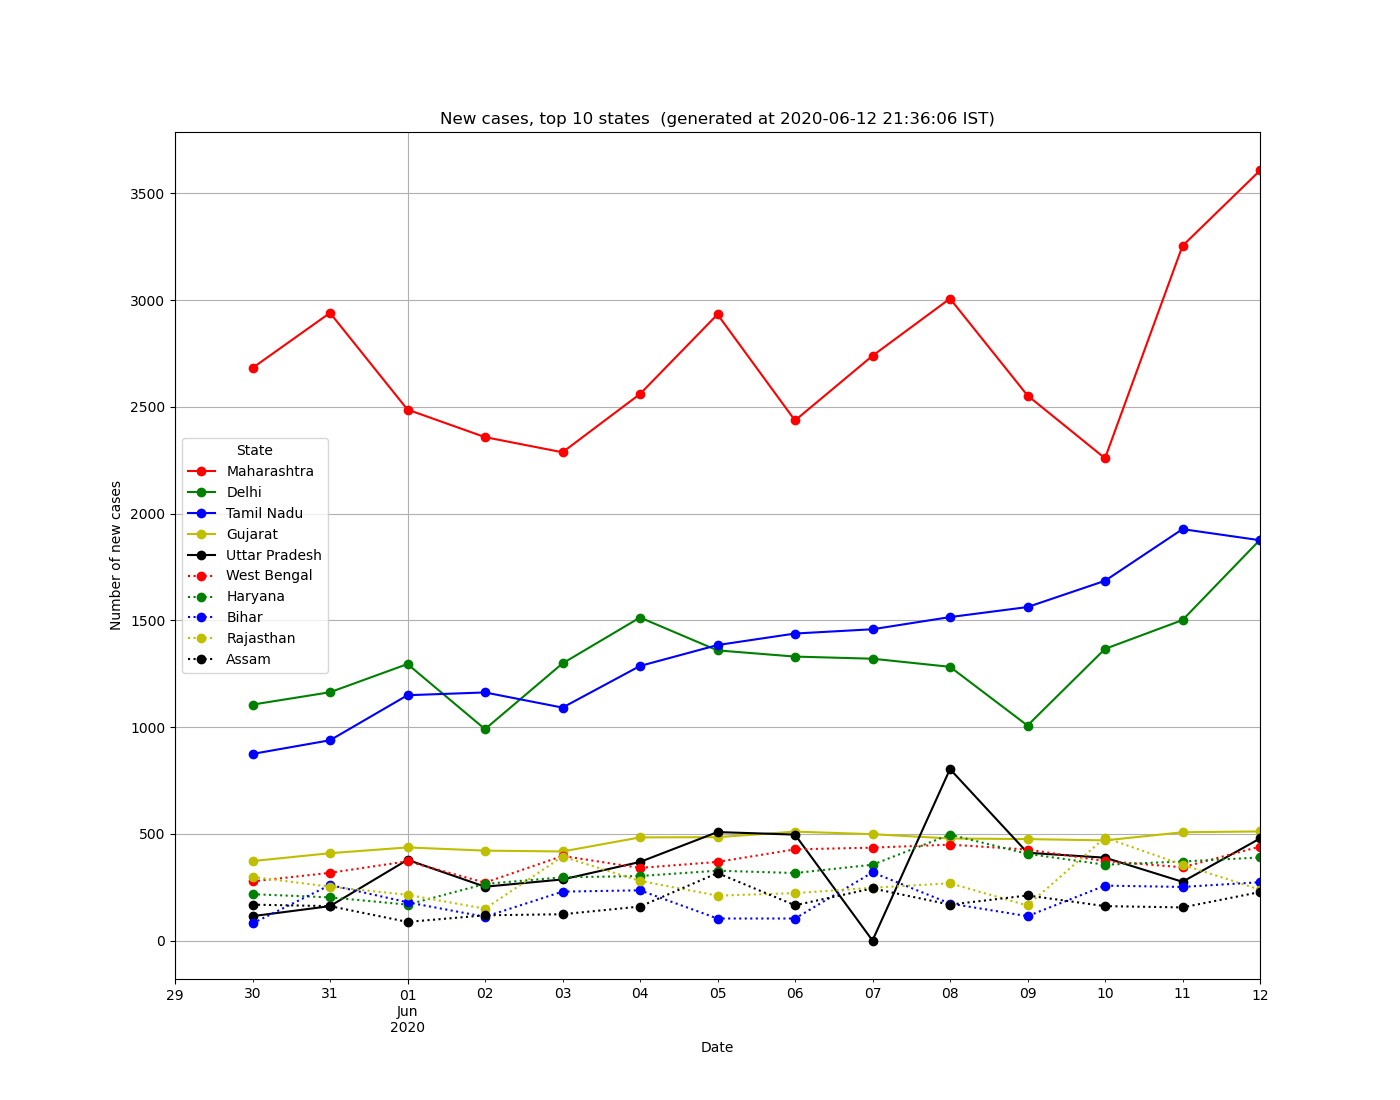 New cases, top 10 states  (generated at 2020-06-12 21:36:06 IST)
3500
3000
2500
2000
1500
1000
500
0
Number of new cases
State
Maharashtra
Delhi
Tamil Nadu
Gujarat
Uttar Pradesh
West Bengal
Haryana
Bihar
Rajasthan
Assam
29 30 31 01 02 03 04 05 06 07 08 09 10 11 12
Jun
2020
Date